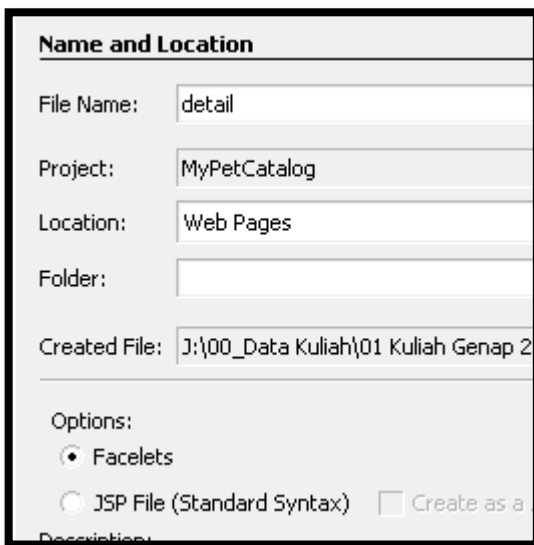 Name and Location
File Name: detail
Project: MyPetCatalog
Location: Web Pages
Folder:
Created File: J:\00_Data Kuliah\01 Kuliah Genap 2
Options:
Facelets
JSP File (Standard Syntax) Create as a
Description: